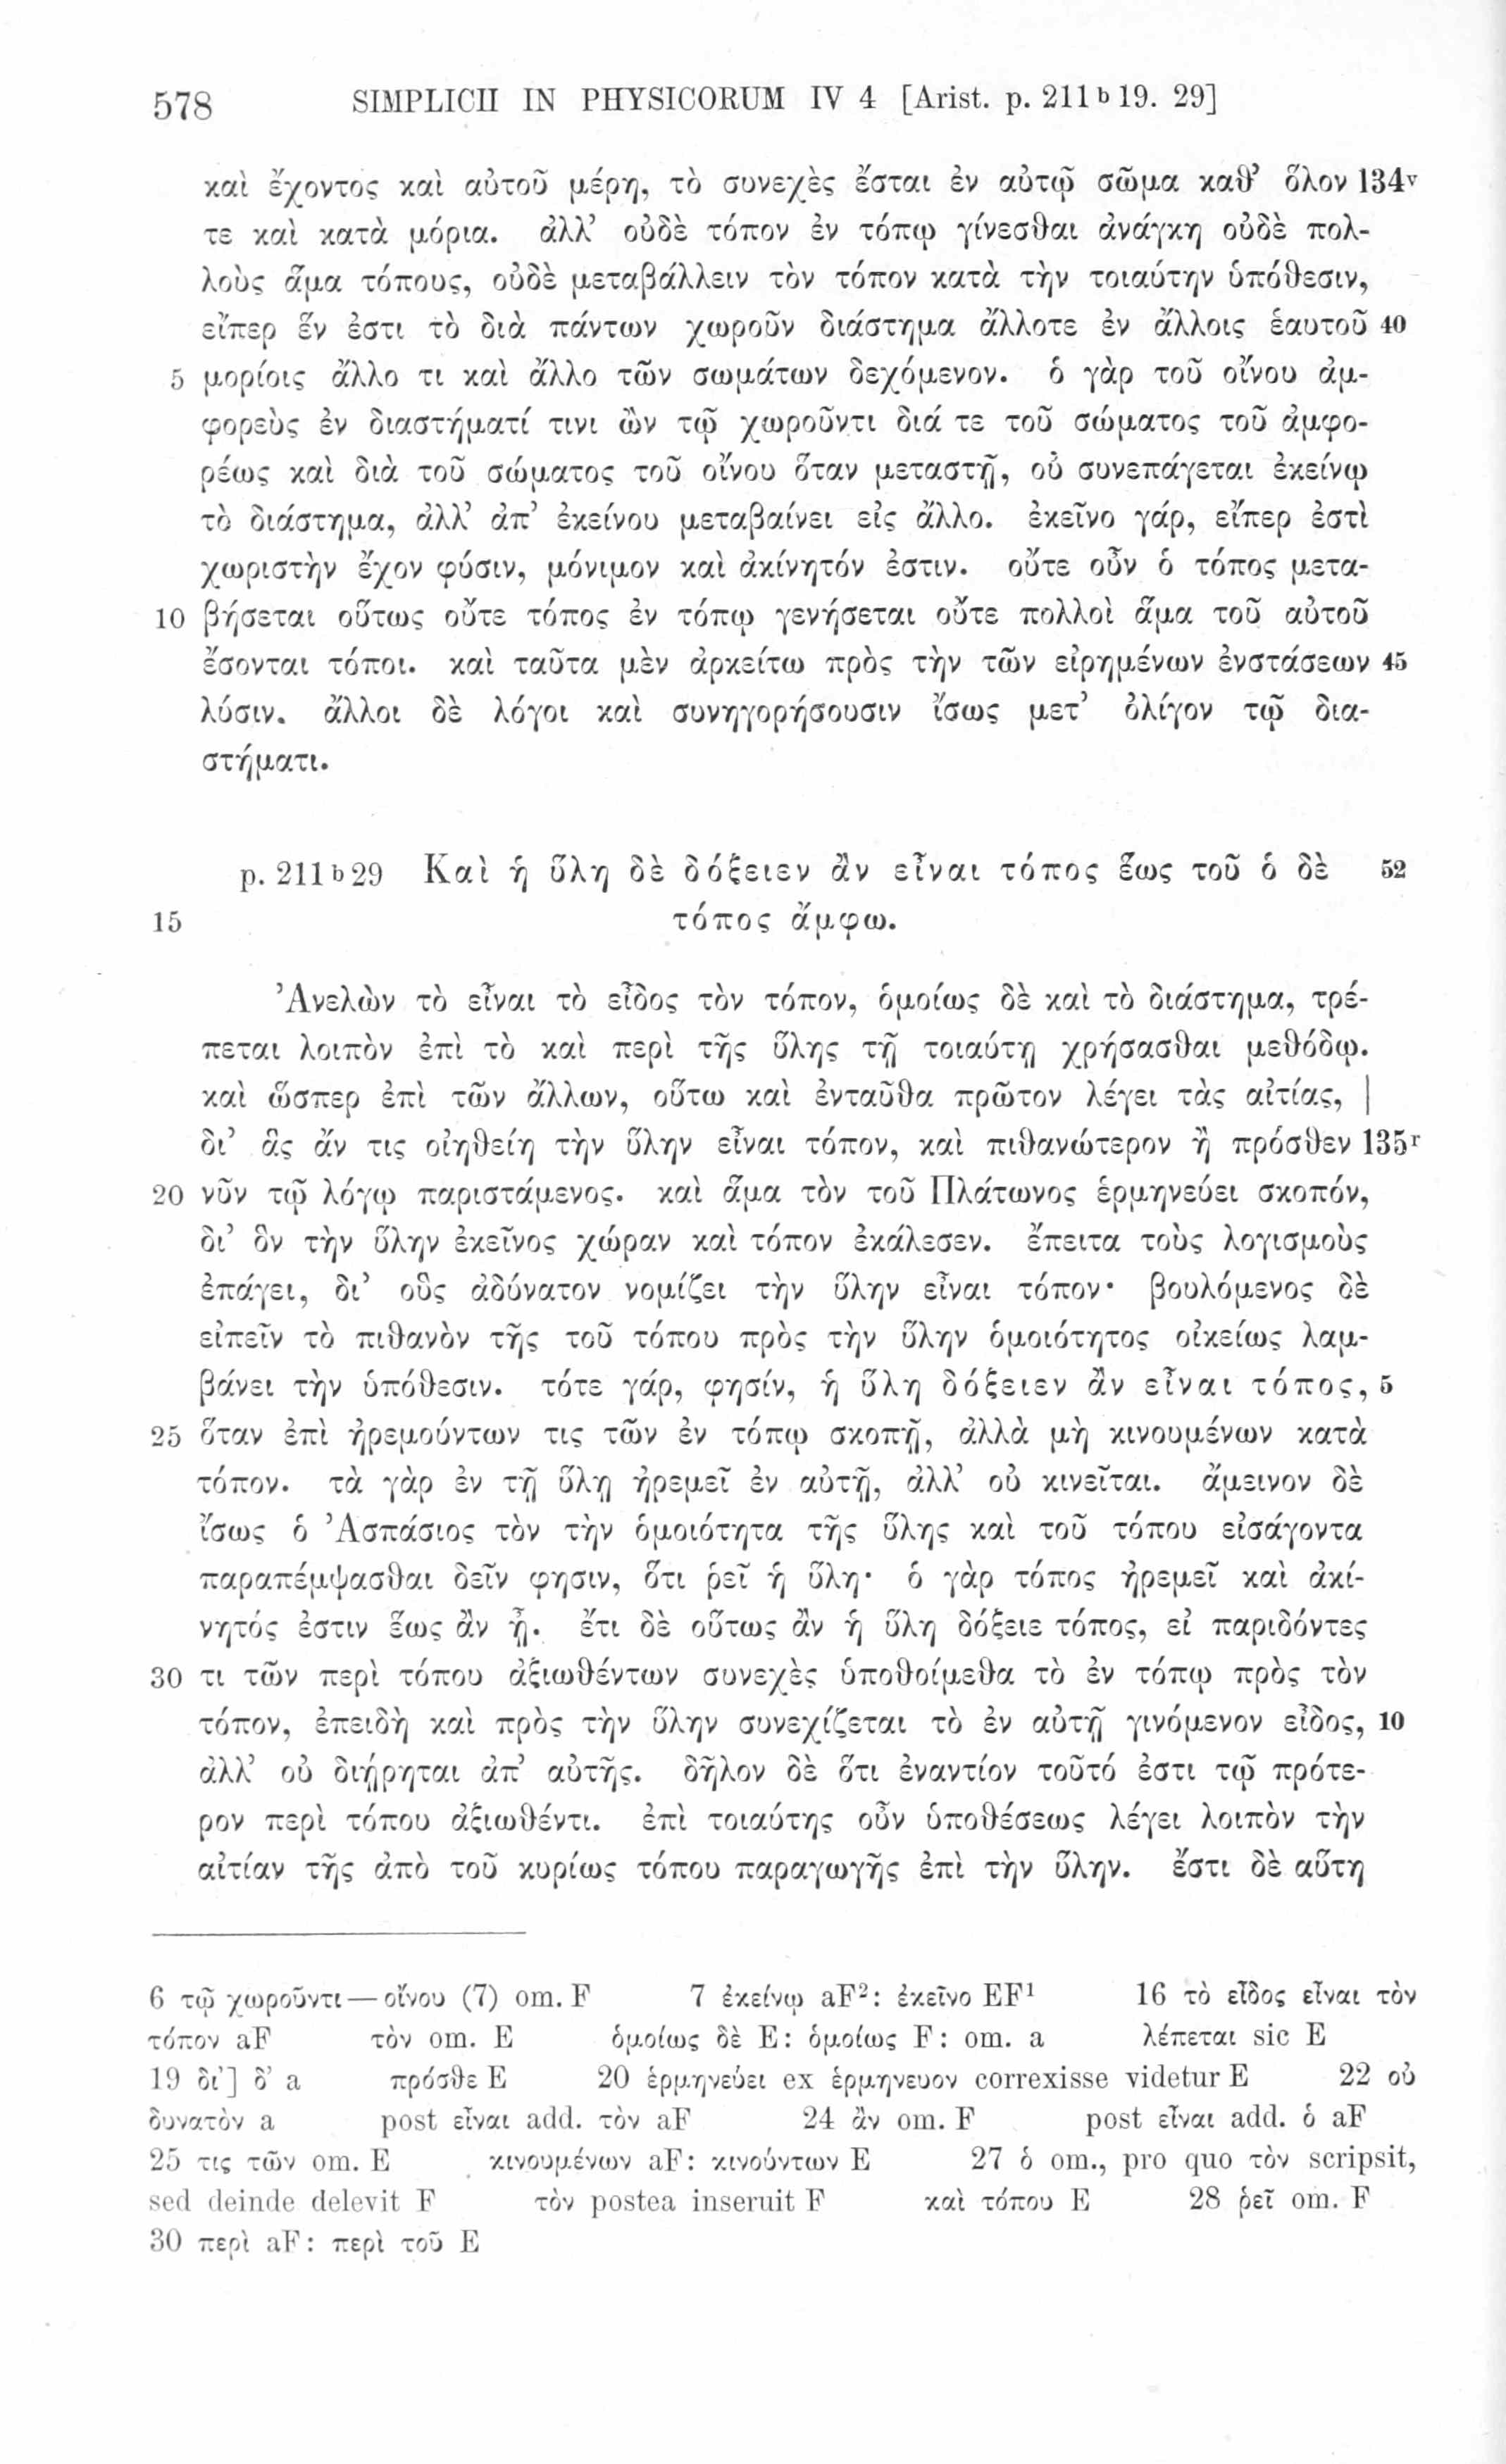 578 SIMPLICII IN PHYSICORUM IV 4 [Arist. p. 211 b 19. 29]
καὶ ἔχοντος καὶ αὐτοῦ μέρη, τὸ συνεχὲς ἔσται ἐν αὐτῷ σῶμα καθ’ ὅλον 134v
τε καὶ κατὰ μόρια. ἀλλ’ οὐδὲ τόπον ἐν τόπῳ γίνεσθαι ἀνάγκη οὐδὲ πολ-
λοὺς ἅμα τόπους, οὐδὲ μεταβάλλειν τὸν τόπον κατὰ τὴν τοιαύτην ὑπόθεσιν,
εἴπερ ἕν ἐστι τὸ διὰ πάντων χωροῦν διάστημα ἄλλοτε ἐν ἄλλοις ἑαυτοῦ 40
5 μορίοις ἄλλο τι καὶ ἄλλο τῶν σωμάτων δεχόμενον. ὁ γὰρ τοῦ οἴνου ἀμ-
φορεὺς ἐν διαστήματί τινι ὢν τῷ χωροῦντι διά τε τοῦ σώματος τοῦ ἀμφο-
ρέως καὶ διὰ τοῦ σώματος τοῦ οἴνου ὅταν μεταστῇ, οὐ συνεπάγεται ἐκείνῳ
τὸ διάστημα, ἀλλ’ ἀπ’ ἐκείνου μεταβαίνει εἰς ἄλλο. ἐκεῖνο γάρ, εἴπερ ἐστὶ
χωριστὴν ἔχον φύσιν, μόνιμον καὶ ἀκίνητόν ἐστιν. οὔτε οὖν ὁ τόπος μετα-
10 βήσεται οὕτως οὔτε τόπος ἐν τόπῳ γενήσεται οὔτε πολλοὶ ἅμα τοῦ αὐτοῦ
ἔσονται τόποι. καὶ ταῦτα μὲν ἀρκείτω πρὸς τὴν τῶν εἰρημένων ἐνστάσεων 45
λύσιν. ἄλλοι δὲ λόγοι καὶ συνηγορήσουσιν ἴσως μετ’ ὀλίγον τῷ δια-
στήματι.
p. 211 b 29 Καὶ ἡ ὕλη δὲ δόξειεν ἂν εἶναι τόπος ἕως τοῦ ὁ δὲ 52
15 τόπος ἄμφω.
Ἀνελὼν τὸ εἶναι τὸ εἶδος τὸν τόπον, ὁμοίως δὲ καὶ τὸ διάστημα, τρέ-
πεται λοιπὸν ἐπὶ τὸ καὶ περὶ τῆς ὕλης τῇ τοιαύτῃ χρήσασθαι μεθόδῳ.
καὶ ὥσπερ ἐπὶ τῶν ἄλλων, οὕτω καὶ ἐνταῦθα πρῶτον λέγει τὰς αἰτίας, |
δι’ ἃς ἄν τις οἰηθείη τὴν ὕλην εἶναι τόπον, καὶ πιθανώτερον ἢ πρόσθεν 135r
20 νῦν τῷ λόγῳ παριστάμενος. καὶ ἅμα τὸν τοῦ Πλάτωνος ἑρμηνεύει σκοπόν,
δι’ ὃν τὴν ὕλην ἐκεῖνος χώραν καὶ τόπον ἐκάλεσεν. ἔπειτα τοὺς λογισμοὺς
ἐπάγει, δι’ οὓς ἀδύνατον νομίζει τὴν ὕλην εἶναι τόπον· βουλόμενος δὲ
εἰπεῖν τὸ πιθανὸν τῆς τοῦ τόπου πρὸς τὴν ὕλην ὁμοιότητος οἰκείως λαμ-
βάνει τὴν ὑπόθεσιν. τότε γάρ, φησίν, ἡ ὕλη δόξειεν ἂν εἶναι τόπος, 5
25 ὅταν ἐπὶ ἠρεμούντων τις τῶν ἐν τόπῳ σκοπῇ, ἀλλὰ μὴ κινουμένων κατὰ
τόπον. τὰ γὰρ ἐν τῇ ὕλῃ ἠρεμεῖ ἐν αὐτῇ, ἀλλ’ οὐ κινεῖται. ἄμεινον δὲ
ἴσως ὁ Ἀσπάσιος τὸν τὴν ὁμοιότητα τῆς ὕλης καὶ τοῦ τόπου εἰσάγοντα
παραπέμψασθαι δεῖν φησιν, ὅτι ῥεῖ ἡ ὕλη· ὁ γὰρ τόπος ἠρεμεῖ καὶ ἀκί-
νητός ἐστιν ἕως ἂν ᾖ. ἔτι δὲ οὕτως ἂν ἡ ὕλη δόξειε τόπος, εἰ παριδόντες
30 τι τῶν περὶ τόπου ἀξιωθέντων συνεχὲς ὑποθοίμεθα τὸ ἐν τόπῳ πρὸς τὸν
τόπον, ἐπειδὴ καὶ πρὸς τὴν ὕλην συνεχίζεται τὸ ἐν αὐτῇ γινόμενον εἶδος, 10
ἀλλ’ οὐ διῄρηται ἀπ’ αὐτῆς. δῆλον δὲ ὅτι ἐναντίον τοῦτό ἐστι τῷ πρότε-
ρον περὶ τόπου ἀξιωθέντι. ἐπὶ τοιαύτης οὖν ὑποθέσεως λέγει λοιπὸν τὴν
αἰτίαν τῆς ἀπὸ τοῦ κυρίως τόπου παραγωγῆς ἐπὶ τὴν ὕλην. ἔστι δὲ αὕτη
6 τῷ χωροῦντι — οἴνου (7) om. F 7 ἐκείνῳ aF²: ἐκεῖνο EF¹ 16 τὸ εἶδος εἶναι τὸν
τόπον aF τὸν om. E ὁμοίως δὲ E: ὁμοίως F: om. a λέπεται sic E
19 δι’] δ’ a πρόσθε E 20 ἑρμηνεύει ex ἑρμηνευον correxisse videtur E 22 οὐ
δυνατὸν a post εἶναι add. τὸν aF 24 ἂν om. F post εἶναι add. ὁ aF
25 τις τῶν om. E κινουμένων aF: κινούντων E 27 ὁ om., pro quo τὸν scripsit,
sed deinde delevit F τὸν postea inseruit F καὶ τόπου E 28 ῥεῖ om. F
30 περὶ aF: περὶ τοῦ E